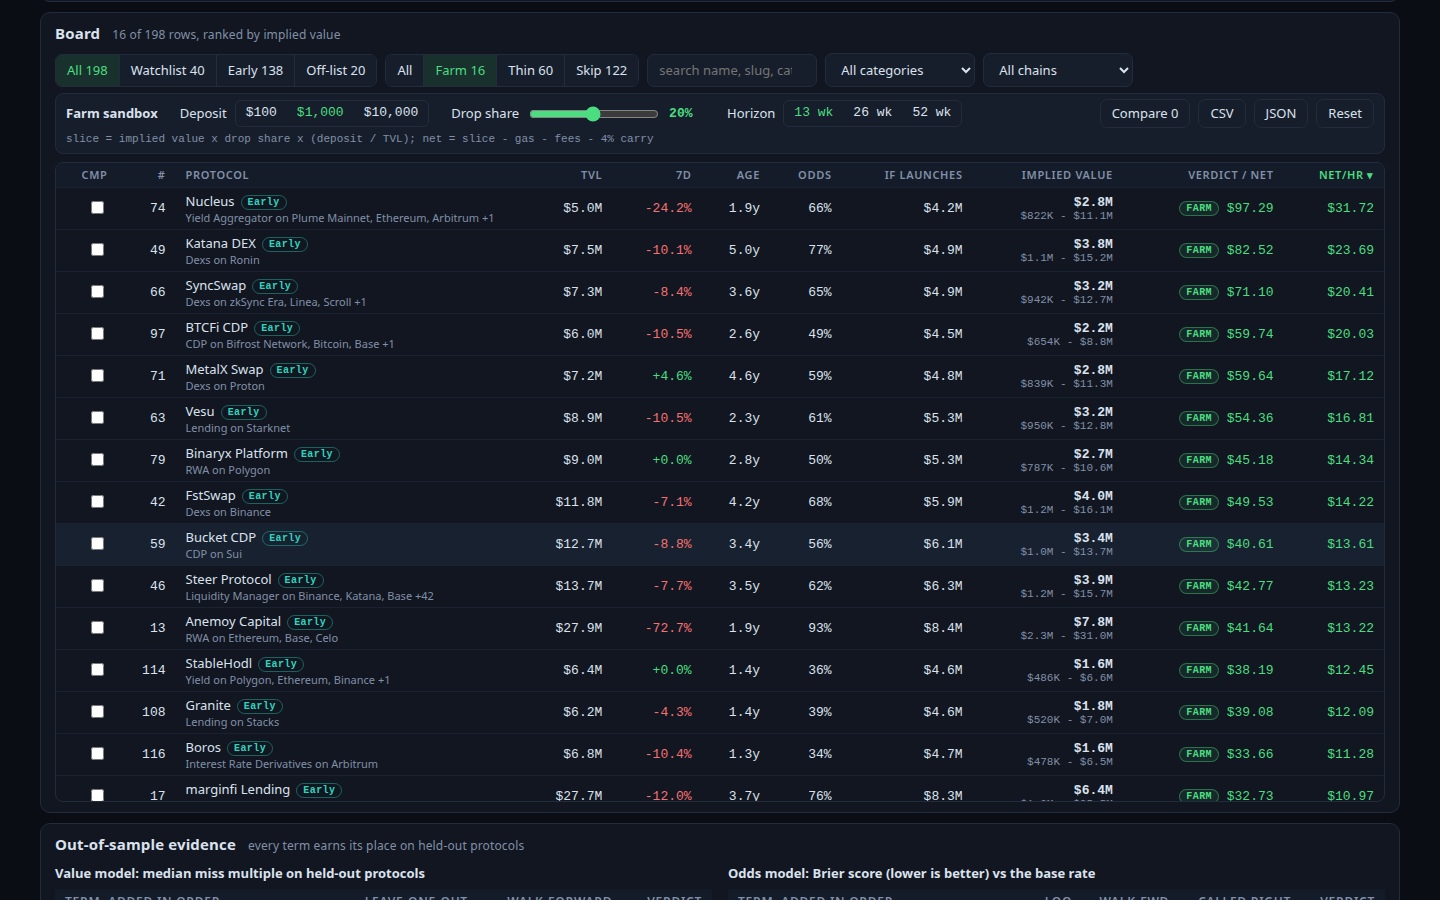 Board 16 of 198 rows, ranked by implied value
All 198 Watchlist 40 Early 138 Off-list 20 All Farm 16 Thin 60 Skip 122 search name, slug, cat All categories All chains
Farm sandbox Deposit $100 $1,000 $10,000 Drop share 20% Horizon 13 wk 26 wk 52 wk Compare 0 CSV JSON Reset
slice = implied value x drop share x (deposit / TVL); net = slice - gas - fees - 4% carry
CMP # PROTOCOL TVL 7D AGE ODDS IF LAUNCHES IMPLIED VALUE VERDICT / NET NET/HR ▼
74 Nucleus Early $5.0M -24.2% 1.9y 66% $4.2M $2.8M FARM $97.29 $31.72
Yield Aggregator on Plume Mainnet, Ethereum, Arbitrum +1 $822K - $11.1M
49 Katana DEX Early $7.5M -10.1% 5.0y 77% $4.9M $3.8M FARM $82.52 $23.69
Dexs on Ronin $1.1M - $15.2M
66 SyncSwap Early $7.3M -8.4% 3.6y 65% $4.9M $3.2M FARM $71.10 $20.41
Dexs on zkSync Era, Linea, Scroll +1 $942K - $12.7M
97 BTCFi CDP Early $6.0M -10.5% 2.6y 49% $4.5M $2.2M FARM $59.74 $20.03
CDP on Bifrost Network, Bitcoin, Base +1 $654K - $8.8M
71 MetalX Swap Early $7.2M +4.6% 4.6y 59% $4.8M $2.8M FARM $59.64 $17.12
Dexs on Proton $839K - $11.3M
63 Vesu Early $8.9M -10.5% 2.3y 61% $5.3M $3.2M FARM $54.36 $16.81
Lending on Starknet $950K - $12.8M
79 Binaryx Platform Early $9.0M +0.0% 2.8y 50% $5.3M $2.7M FARM $45.18 $14.34
RWA on Polygon $787K - $10.6M
42 FstSwap Early $11.8M -7.1% 4.2y 68% $5.9M $4.0M FARM $49.53 $14.22
Dexs on Binance $1.2M - $16.1M
59 Bucket CDP Early $12.7M -8.8% 3.4y 56% $6.1M $3.4M FARM $40.61 $13.61
CDP on Sui $1.0M - $13.7M
46 Steer Protocol Early $13.7M -7.7% 3.5y 62% $6.3M $3.9M FARM $42.77 $13.23
Liquidity Manager on Binance, Katana, Base +42 $1.2M - $15.7M
13 Anemoy Capital Early $27.9M -72.7% 1.9y 93% $8.4M $7.8M FARM $41.64 $13.22
RWA on Ethereum, Base, Celo $2.3M - $31.0M
114 StableHodl Early $6.4M +0.0% 1.4y 36% $4.6M $1.6M FARM $38.19 $12.45
Yield on Polygon, Ethereum, Binance +1 $486K - $6.6M
108 Granite Early $6.2M -4.3% 1.4y 39% $4.6M $1.8M FARM $39.08 $12.09
Lending on Stacks $520K - $7.0M
116 Boros Early $6.8M -10.4% 1.3y 34% $4.7M $1.6M FARM $33.66 $11.28
Interest Rate Derivatives on Arbitrum $478K - $6.5M
17 marginfi Lending Early $27.7M -12.0% 3.7y 76% $8.3M $6.4M FARM $32.73 $10.97
Out-of-sample evidence every term earns its place on held-out protocols
Value model: median miss multiple on held-out protocols Odds model: Brier score (lower is better) vs the base rate